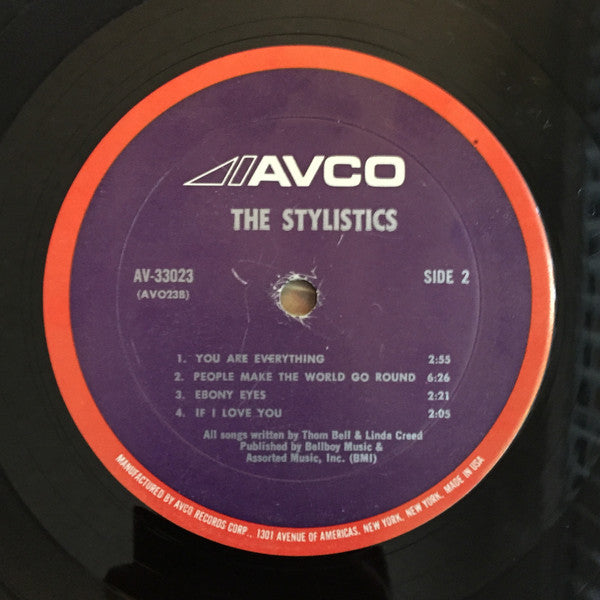 AVCO
THE STYLISTICS
AV-33023
SIDE 2
(AVO23B)
1. YOU ARE EVERYTHING 2:55
2. PEOPLE MAKE THE WORLD GO ROUND 6:26
3. EBONY EYES 2:21
4. IF I LOVE YOU 2:05
All songs written by Thom Bell & Linda Creed
Published by Bellboy Music &
Assorted Music, Inc. (BMI)
MANUFACTURED BY AVCO RECORDS CORP., 1301 AVENUE OF AMERICAS, NEW YORK, NEW YORK, MADE IN USA